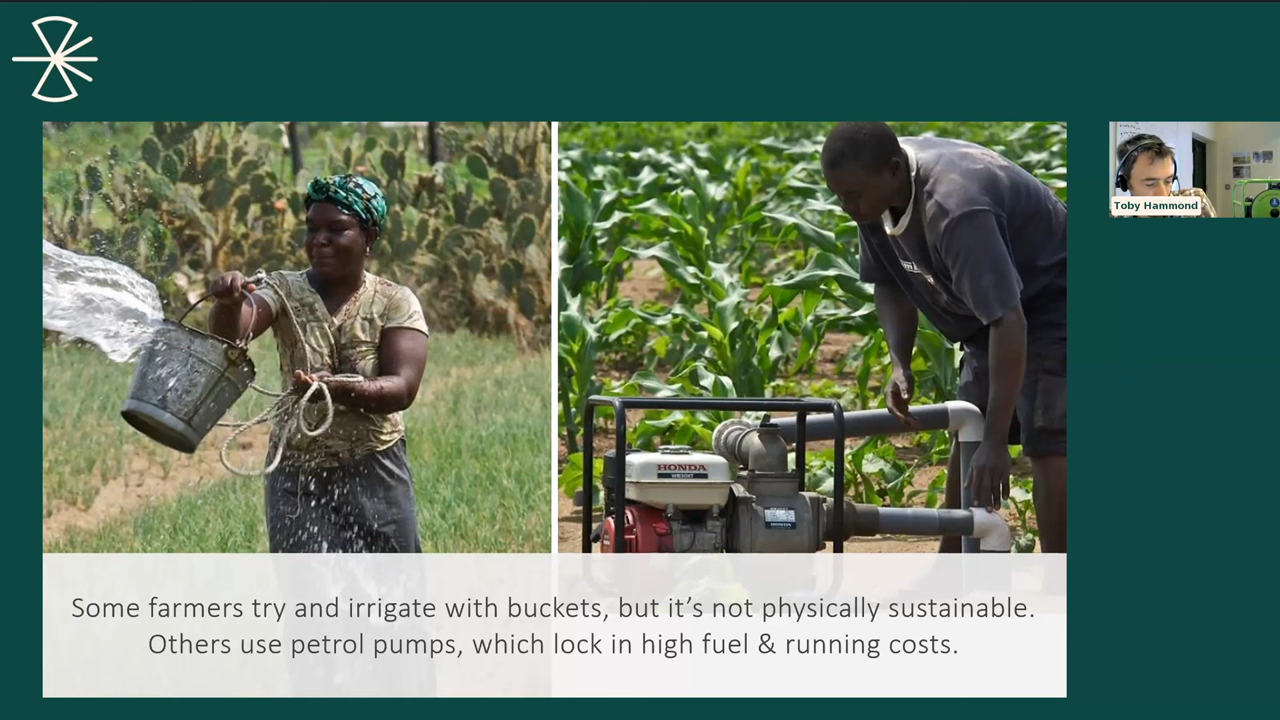 HONDA
Toby Hammond
Some farmers try and irrigate with buckets, but it’s not physically sustainable.
Others use petrol pumps, which lock in high fuel & running costs.